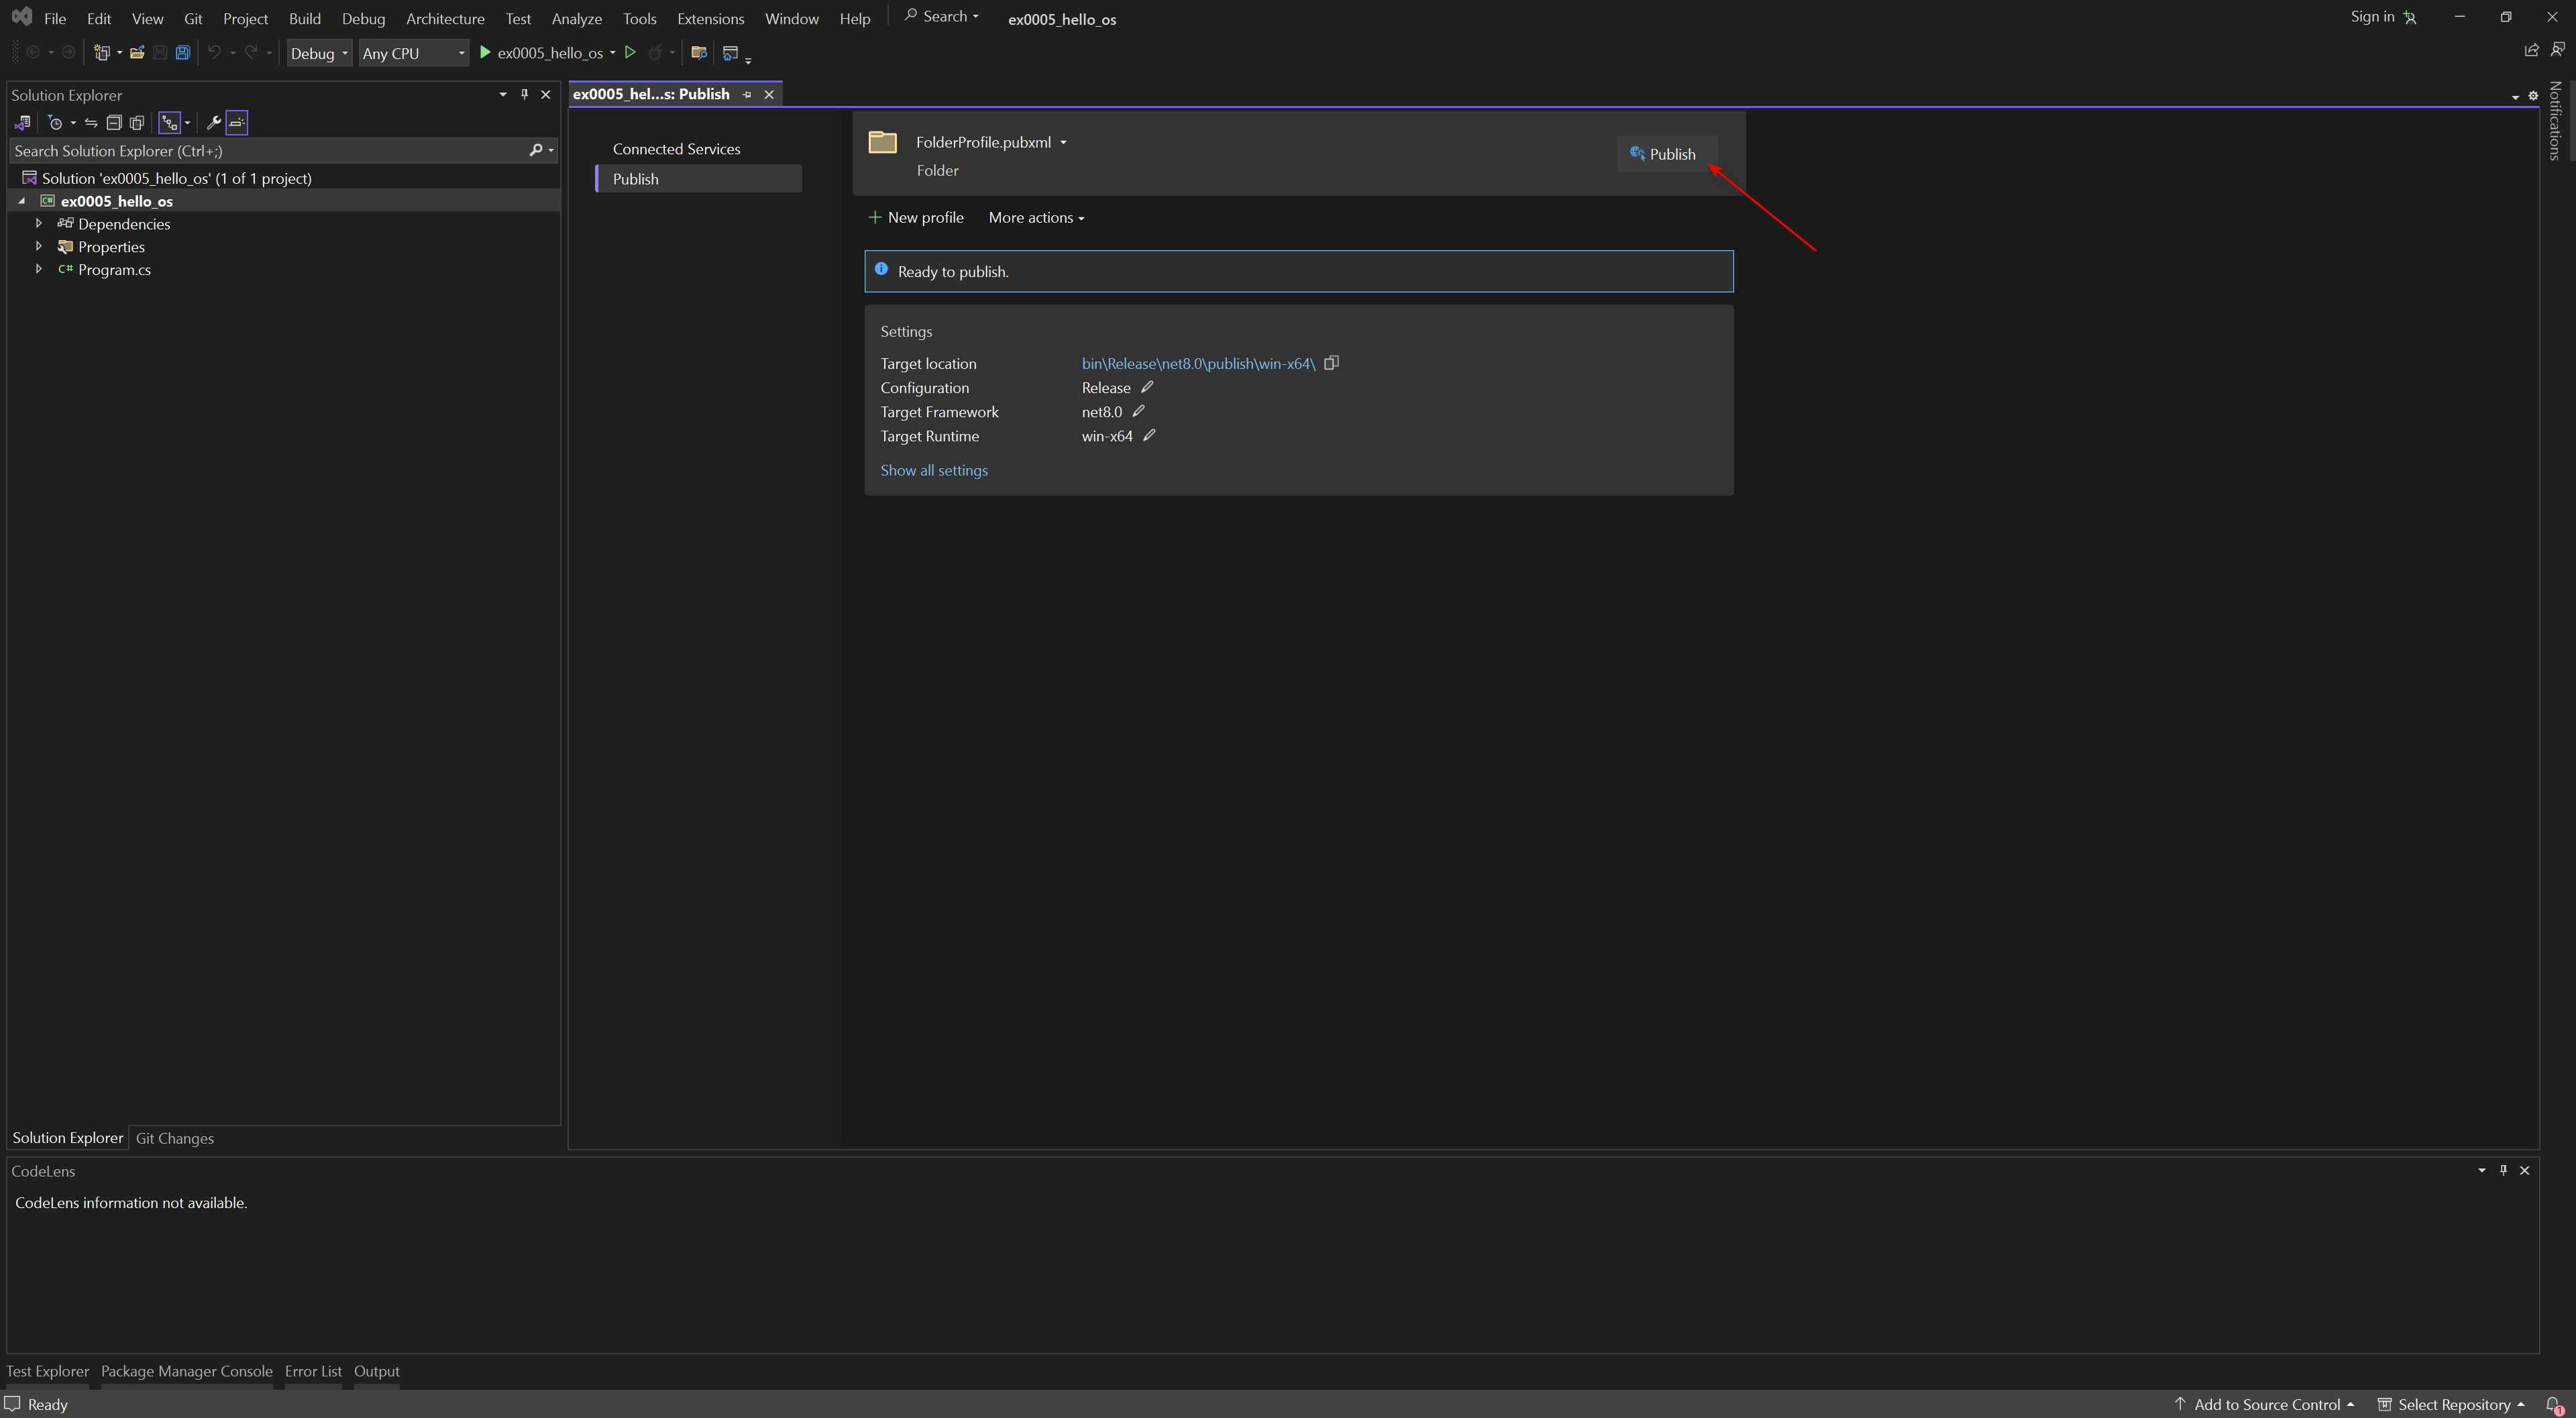 File Edit View Git Project Build Debug Architecture Test Analyze Tools Extensions Window Help Search ex0005_hello_os Sign in
Debug Any CPU ex0005_hello_os
Solution Explorer
Search Solution Explorer (Ctrl+;)
Solution 'ex0005_hello_os' (1 of 1 project)
C# ex0005_hello_os
Dependencies
Properties
C# Program.cs
ex0005_hel...s: Publish
Connected Services
Publish
FolderProfile.pubxml
Folder
Publish
New profile More actions
Ready to publish.
Settings
Target location bin\Release\net8.0\publish\win-x64\
Configuration Release
Target Framework net8.0
Target Runtime win-x64
Show all settings
Notifications
Solution Explorer Git Changes
CodeLens
CodeLens information not available.
Test Explorer Package Manager Console Error List Output
Ready Add to Source Control Select Repository 1